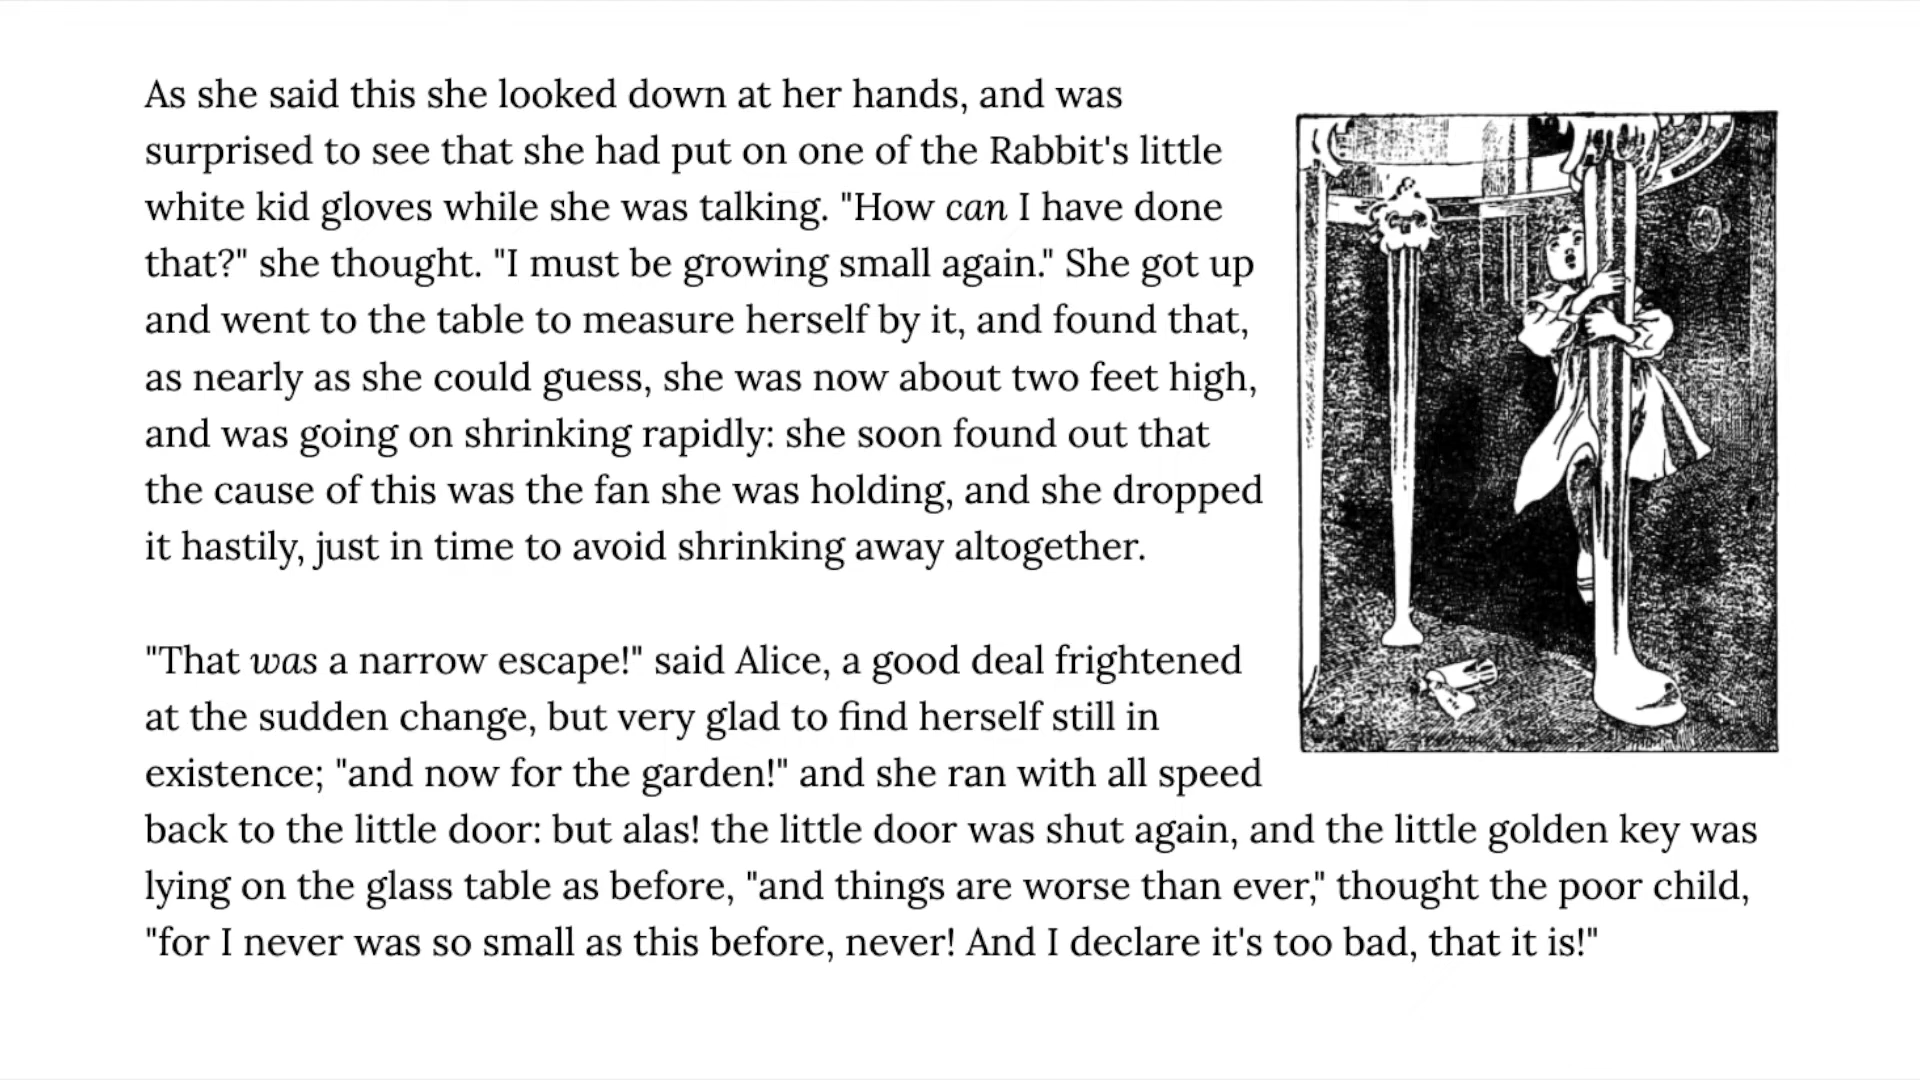 As she said this she looked down at her hands, and was
surprised to see that she had put on one of the Rabbit's little
white kid gloves while she was talking. "How can I have done
that?" she thought. "I must be growing small again." She got up
and went to the table to measure herself by it, and found that,
as nearly as she could guess, she was now about two feet high,
and was going on shrinking rapidly: she soon found out that
the cause of this was the fan she was holding, and she dropped
it hastily, just in time to avoid shrinking away altogether.
"That was a narrow escape!" said Alice, a good deal frightened
at the sudden change, but very glad to find herself still in
existence; "and now for the garden!" and she ran with all speed
back to the little door: but alas! the little door was shut again, and the little golden key was
lying on the glass table as before, "and things are worse than ever," thought the poor child,
"for I never was so small as this before, never! And I declare it's too bad, that it is!"